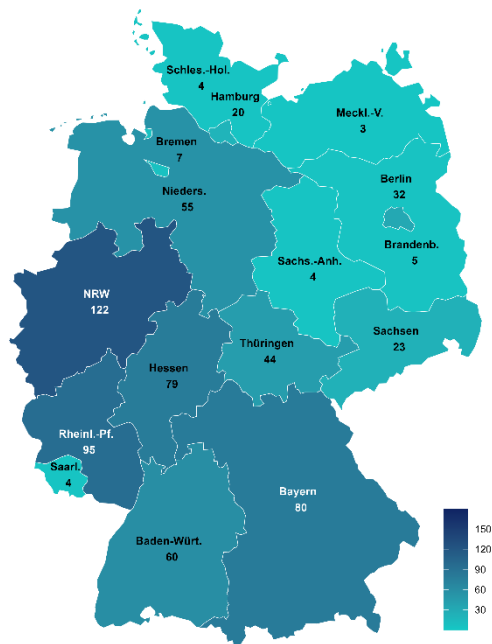 Schles.-Hol.
4
Hamburg
20
Meckl.-V.
3
Bremen
7
Nieders.
55
Berlin
32
Brandenb.
5
Sachs.-Anh.
4
NRW
122
Sachsen
23
Thüringen
44
Hessen
79
Rheinl.-Pf.
95
Saarl.
4
Bayern
80
Baden-Würt.
60
150
120
90
60
30